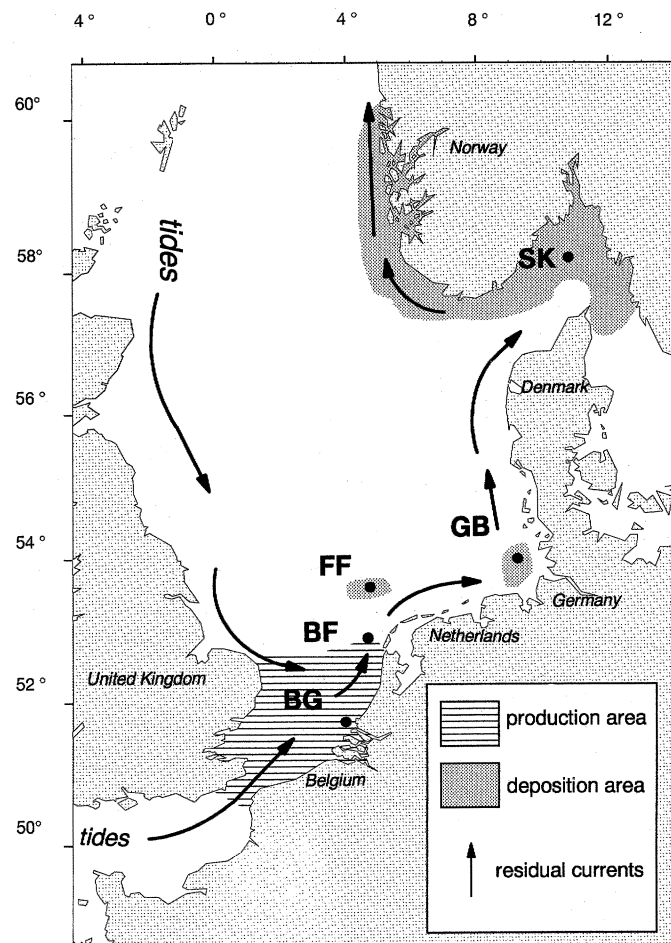 4° 0° 4° 8° 12°
60°
Norway
tides
58°
SK
56°
Denmark
54°
GB
FF
Germany
BF
Netherlands
52°
United Kingdom
BG
production area
Belgium
deposition area
50°
tides
residual currents